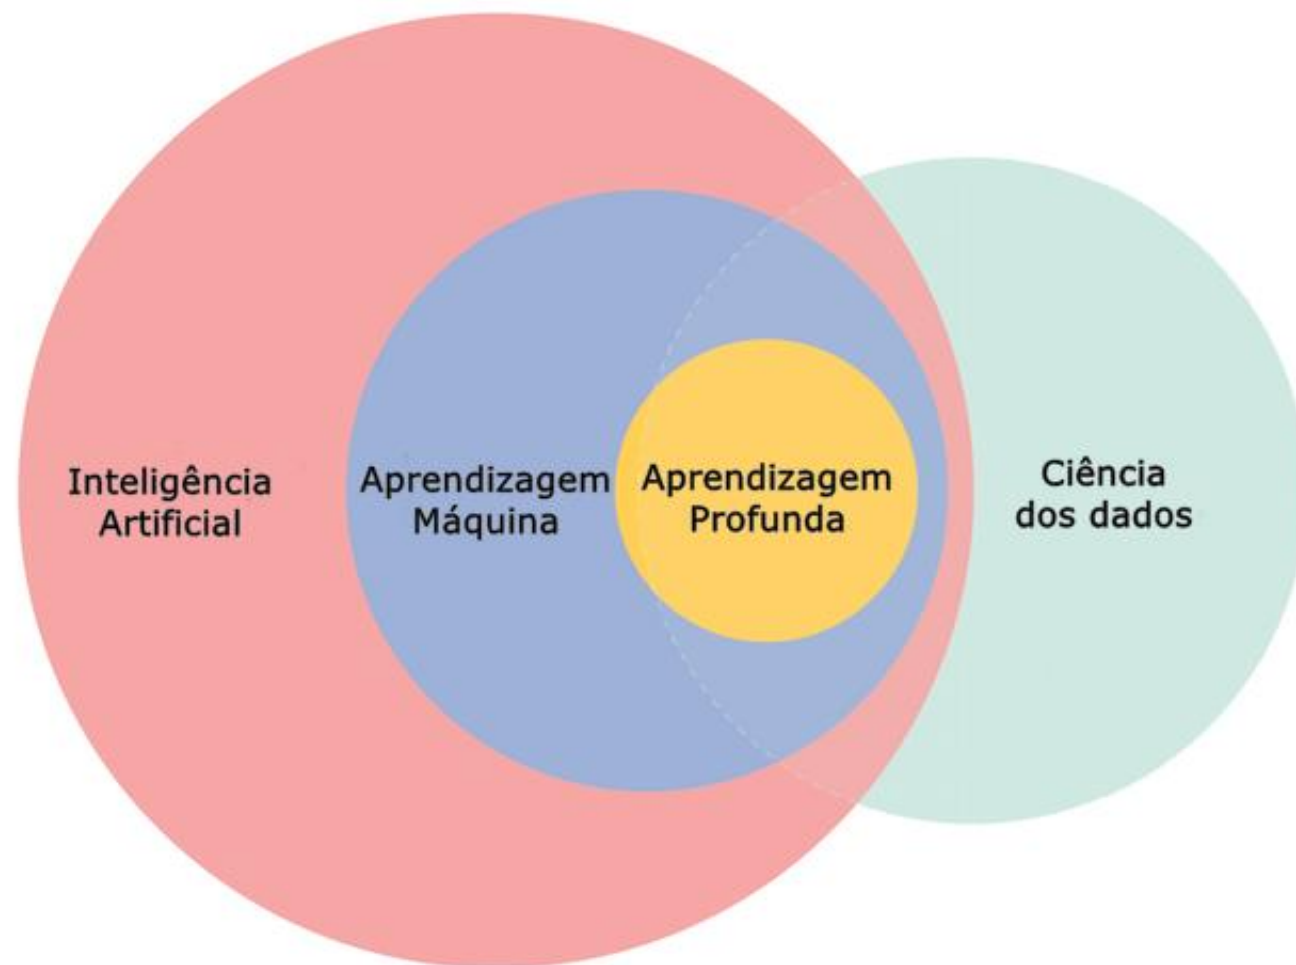 Inteligência
Artificial
Aprendizagem
Máquina
Aprendizagem
Profunda
Ciência
dos dados